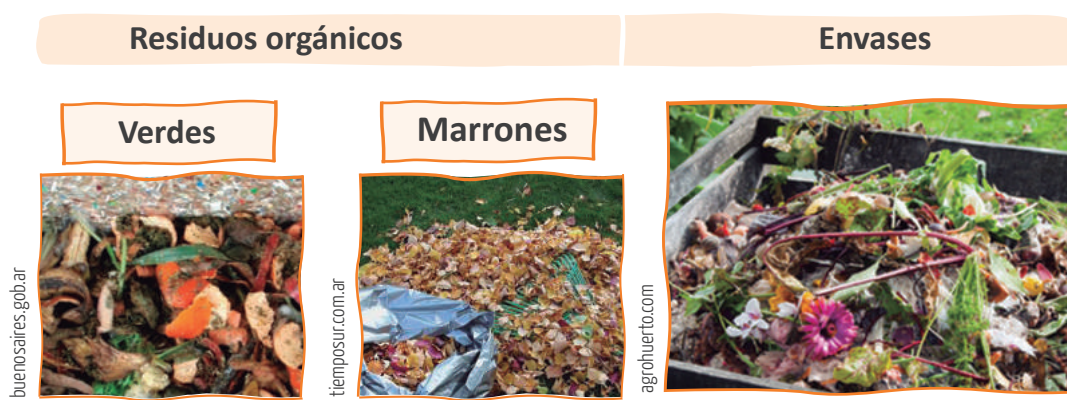 Residuos orgánicos
Envases
Verdes
Marrones
buenosaires.gob.ar
tiemposur.com.ar
agrohuerto.com